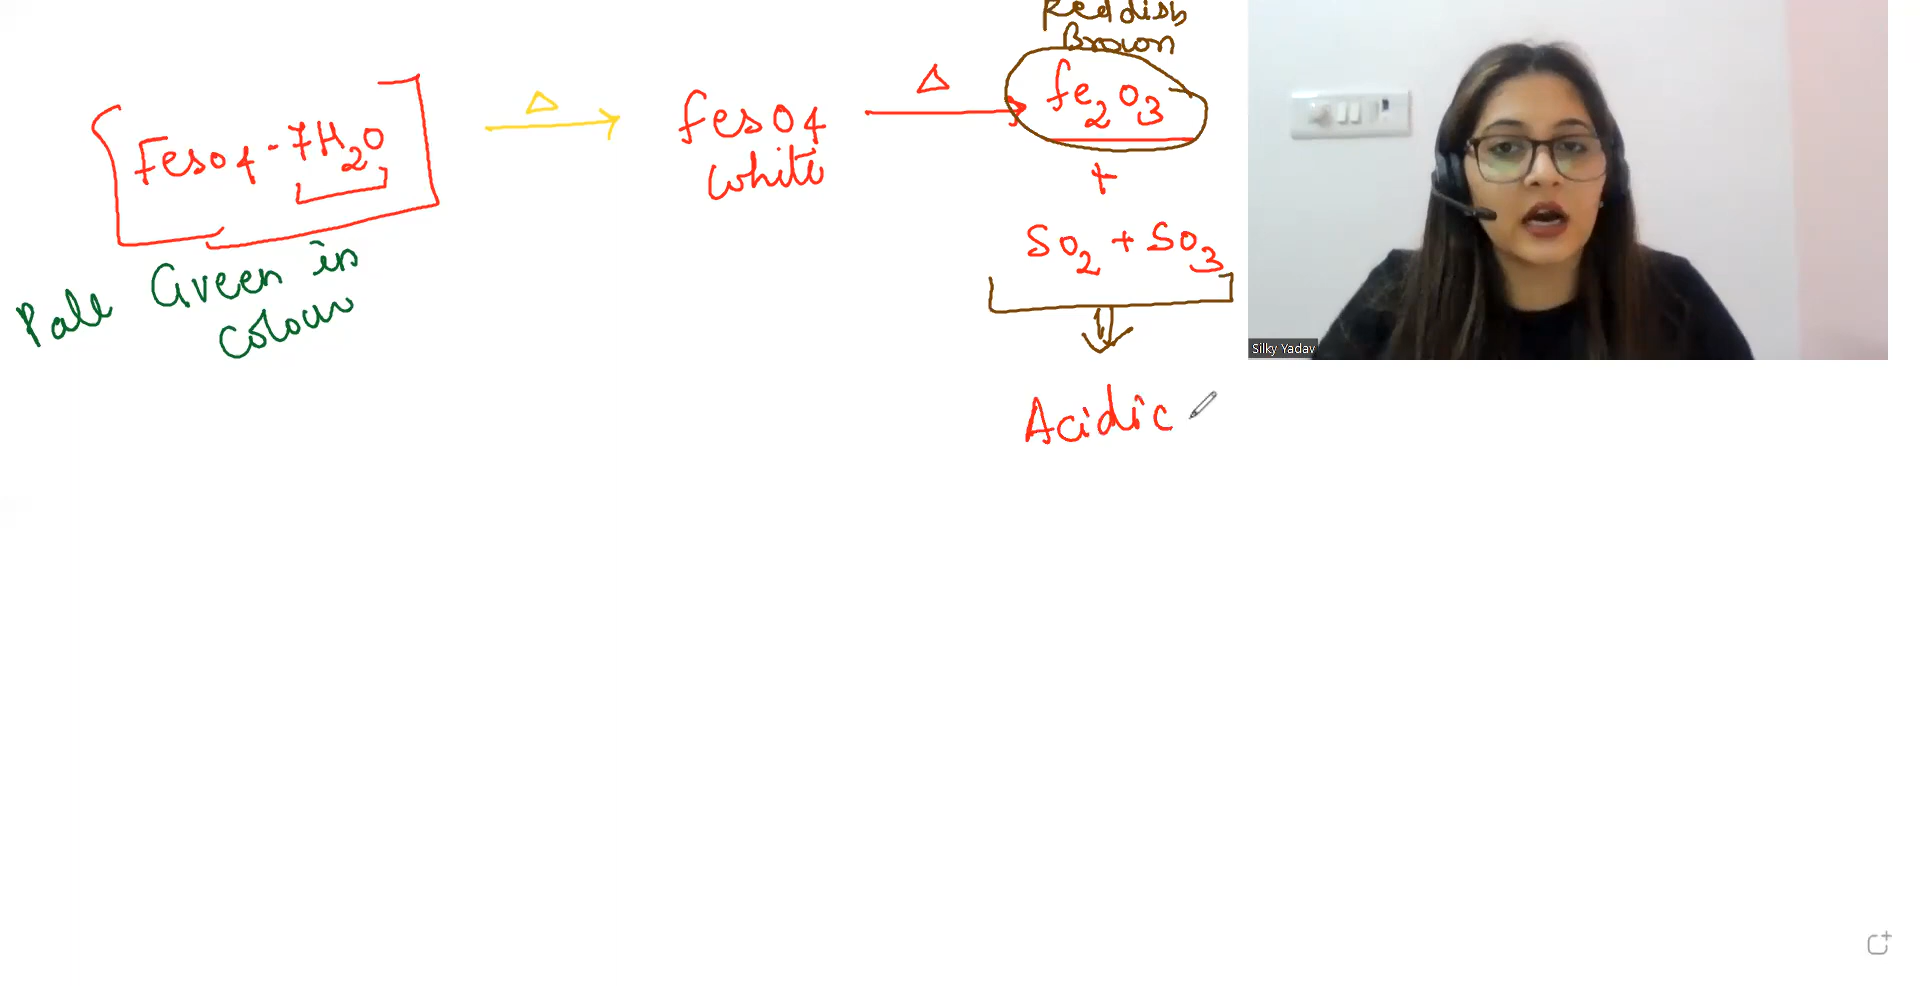 Reddish
Brown
FeSO4 · 7H2O
Δ
FeSO4
white
Δ
Fe2O3
+
SO2 + SO3
Pale Green in
Colour
Acidic
Silky Yadav